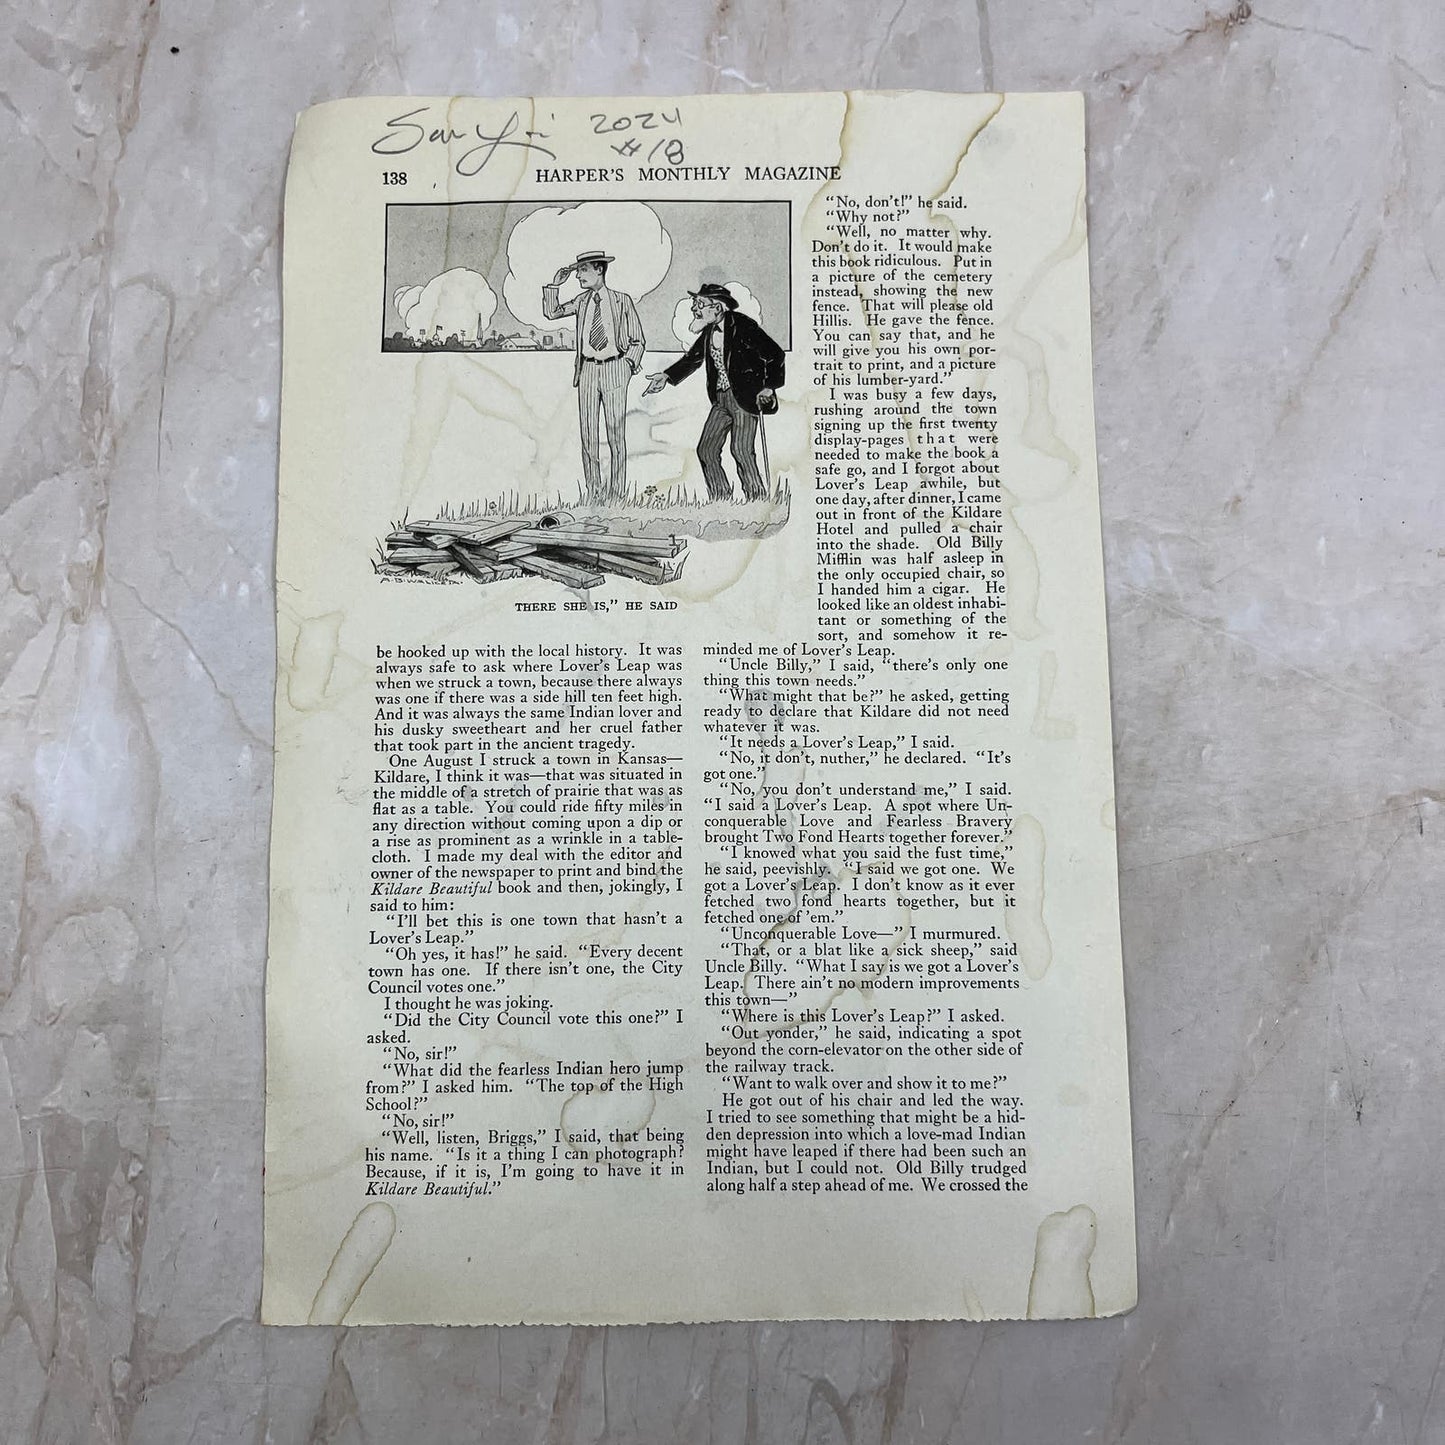 2024
#18
138 HARPER'S MONTHLY MAGAZINE
A.B. WALKER
THERE SHE IS," HE SAID
be hooked up with the local history. It was
always safe to ask where Lover's Leap was
when we struck a town, because there always
was one if there was a side hill ten feet high.
And it was always the same Indian lover and
his dusky sweetheart and her cruel father
that took part in the ancient tragedy.
One August I struck a town in Kansas—
Kildare, I think it was—that was situated in
the middle of a stretch of prairie that was as
flat as a table. You could ride fifty miles in
any direction without coming upon a dip or
a rise as prominent as a wrinkle in a table-
cloth. I made my deal with the editor and
owner of the newspaper to print and bind the
Kildare Beautiful book and then, jokingly, I
said to him:
"I'll bet this is one town that hasn't a
Lover's Leap."
"Oh yes, it has!" he said. "Every decent
town has one. If there isn't one, the City
Council votes one."
I thought he was joking.
"Did the City Council vote this one?" I
asked.
"No, sir!"
"What did the fearless Indian hero jump
from?" I asked him. "The top of the High
School?"
"No, sir!"
"Well, listen, Briggs," I said, that being
his name. "Is it a thing I can photograph?
Because, if it is, I'm going to have it in
Kildare Beautiful."
"No, don't!" he said.
"Why not?"
"Well, no matter why.
Don't do it. It would make
this book ridiculous. Put in
a picture of the cemetery
instead, showing the new
fence. That will please old
Hillis. He gave the fence.
You can say that, and he
will give you his own por-
trait to print, and a picture
of his lumber-yard."
I was busy a few days,
rushing around the town
signing up the first twenty
display-pages that were
needed to make the book a
safe go, and I forgot about
Lover's Leap awhile, but
one day, after dinner, I came
out in front of the Kildare
Hotel and pulled a chair
into the shade. Old Billy
Mifflin was half asleep in
the only occupied chair, so
I handed him a cigar. He
looked like an oldest inhabi-
tant or something of the
sort, and somehow it re-
minded me of Lover's Leap.
"Uncle Billy," I said, "there's only one
thing this town needs."
"What might that be?" he asked, getting
ready to declare that Kildare did not need
whatever it was.
"It needs a Lover's Leap," I said.
"No, it don't, nuther," he declared. "It's
got one."
"No, you don't understand me," I said.
"I said a Lover's Leap. A spot where Un-
conquerable Love and Fearless Bravery
brought Two Fond Hearts together forever."
"I knowed what you said the fust time,"
he said, peevishly. "I said we got one. We
got a Lover's Leap. I don't know as it ever
fetched two fond hearts together, but it
fetched one of 'em."
"Unconquerable Love—" I murmured.
"That, or a blat like a sick sheep," said
Uncle Billy. "What I say is we got a Lover's
Leap. There ain't no modern improvements
this town—"
"Where is this Lover's Leap?" I asked.
"Out yonder," he said, indicating a spot
beyond the corn-elevator on the other side of
the railway track.
"Want to walk over and show it to me?"
He got out of his chair and led the way.
I tried to see something that might be a hid-
den depression into which a love-mad Indian
might have leaped if there had been such an
Indian, but I could not. Old Billy trudged
along half a step ahead of me. We crossed the